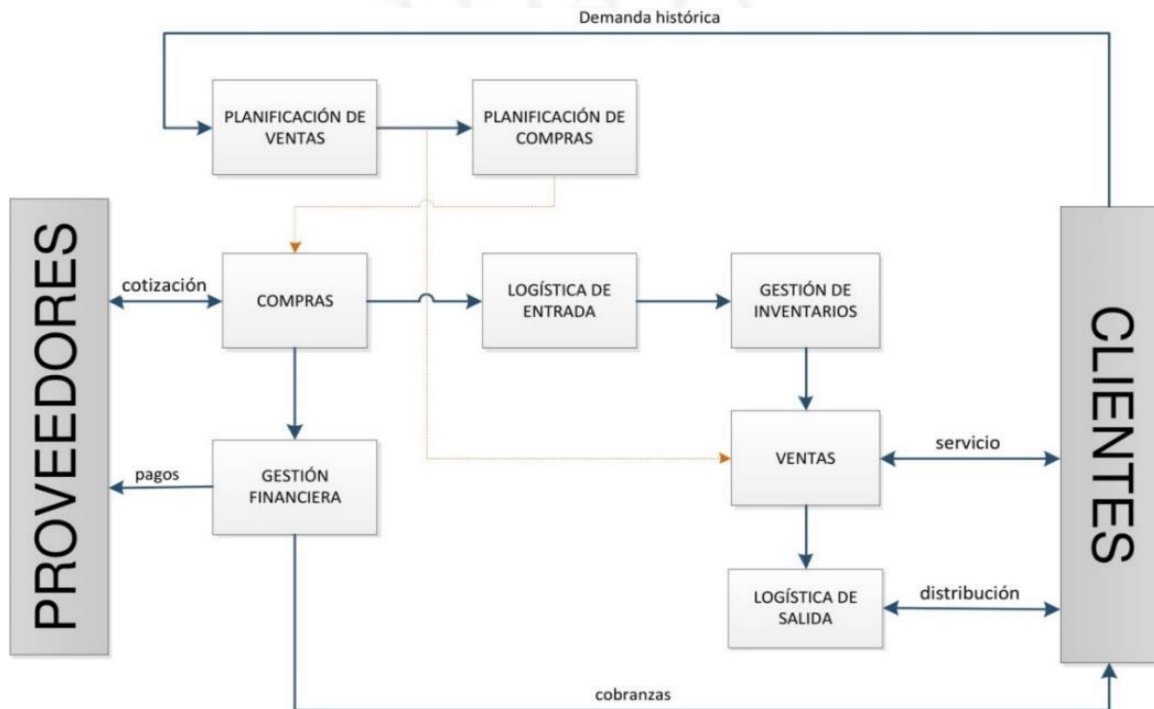 Demanda histórica
PLANIFICACIÓN DE
VENTAS
PLANIFICACIÓN DE
COMPRAS
PROVEEDORES
cotización
COMPRAS
LOGÍSTICA DE
ENTRADA
GESTIÓN DE
INVENTARIOS
CLIENTES
VENTAS
servicio
pagos
GESTIÓN
FINANCIERA
LOGÍSTICA DE
SALIDA
distribución
cobranzas